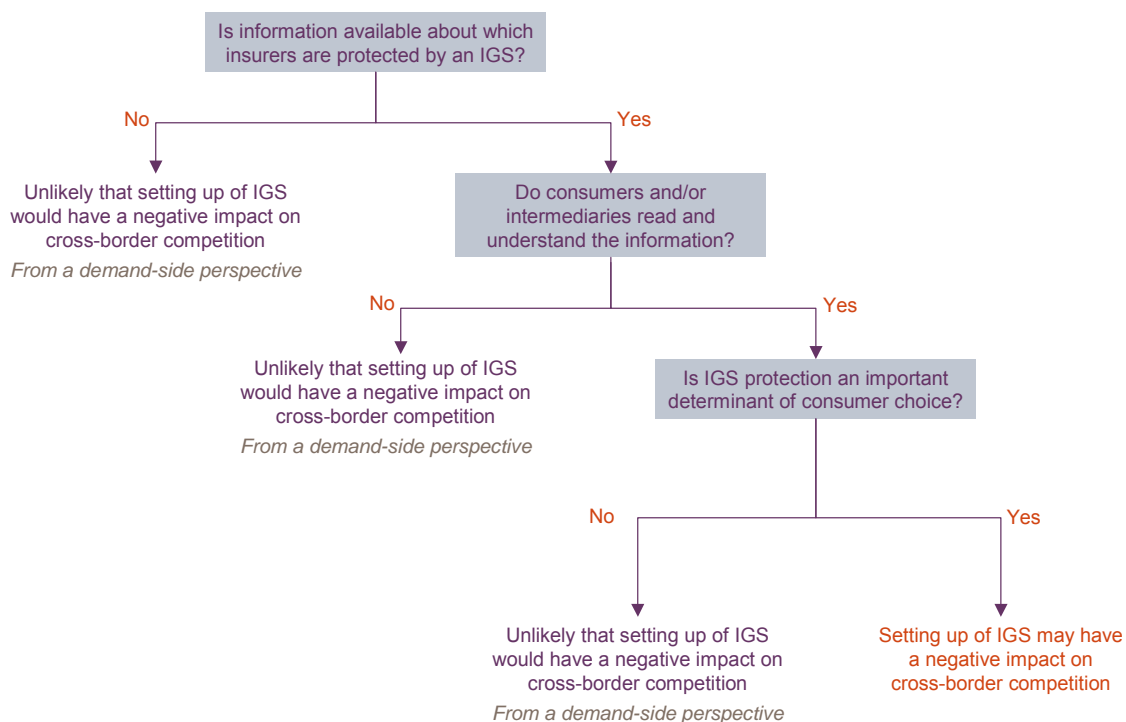 Is information available about which
insurers are protected by an IGS?
No
Yes
Unlikely that setting up of IGS
would have a negative impact on
cross-border competition
From a demand-side perspective
Do consumers and/or
intermediaries read and
understand the information?
No
Yes
Unlikely that setting up of IGS
would have a negative impact on
cross-border competition
From a demand-side perspective
Is IGS protection an important
determinant of consumer choice?
No
Yes
Unlikely that setting up of IGS
would have a negative impact on
cross-border competition
From a demand-side perspective
Setting up of IGS may have
a negative impact on
cross-border competition